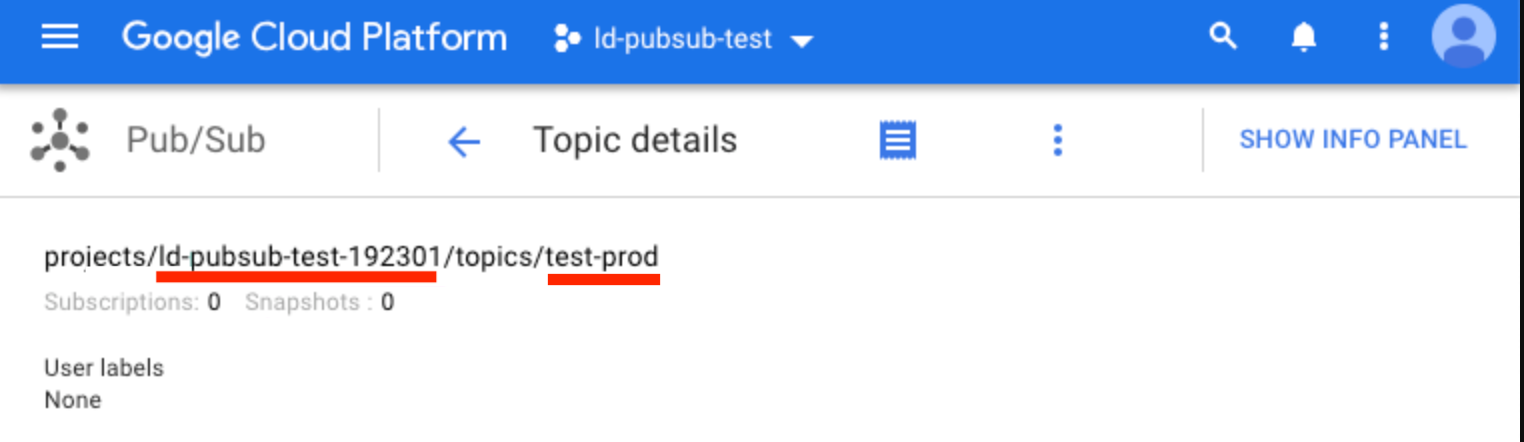 Google Cloud Platform ld-pubsub-test
Pub/Sub Topic details SHOW INFO PANEL
projects/ld-pubsub-test-192301/topics/test-prod
Subscriptions: 0 Snapshots : 0
User labels
None